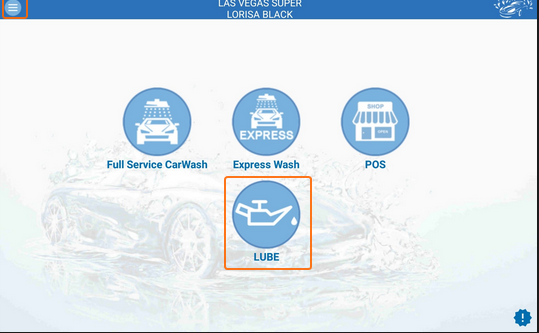 LAS VEGAS SUPER
LORISA BLACK
SHOP
OPEN
EXPRESS
Full Service CarWash
Express Wash
POS
LUBE